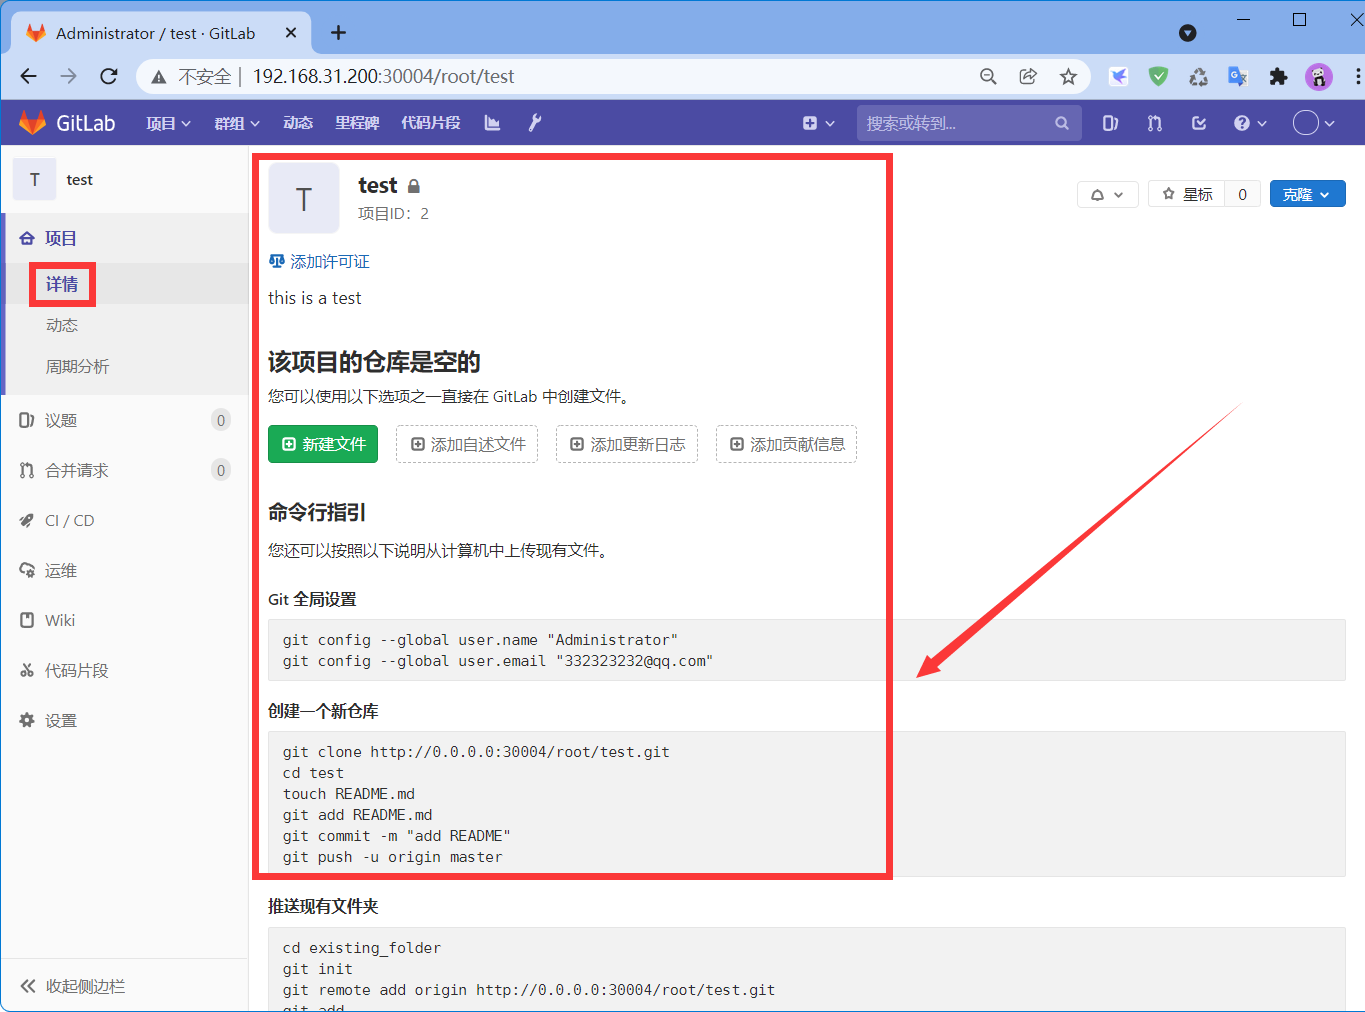 Administrator / test · GitLab
不安全 | 192.168.31.200:30004/root/test
GitLab 项目 群组 动态 里程碑 代码片段 搜索或转到...
T test
项目
详情
动态
周期分析
议题 0
合并请求 0
CI / CD
运维
Wiki
代码片段
设置
收起侧边栏
T
test
项目ID：2
星标 0 克隆
添加许可证
this is a test
该项目的仓库是空的
您可以使用以下选项之一直接在 GitLab 中创建文件。
新建文件 添加自述文件 添加更新日志 添加贡献信息
命令行指引
您还可以按照以下说明从计算机中上传现有文件。
Git 全局设置
git config --global user.name "Administrator"
git config --global user.email "332323232@qq.com"
创建一个新仓库
git clone http://0.0.0.0:30004/root/test.git
cd test
touch README.md
git add README.md
git commit -m "add README"
git push -u origin master
推送现有文件夹
cd existing_folder
git init
git remote add origin http://0.0.0.0:30004/root/test.git
git add